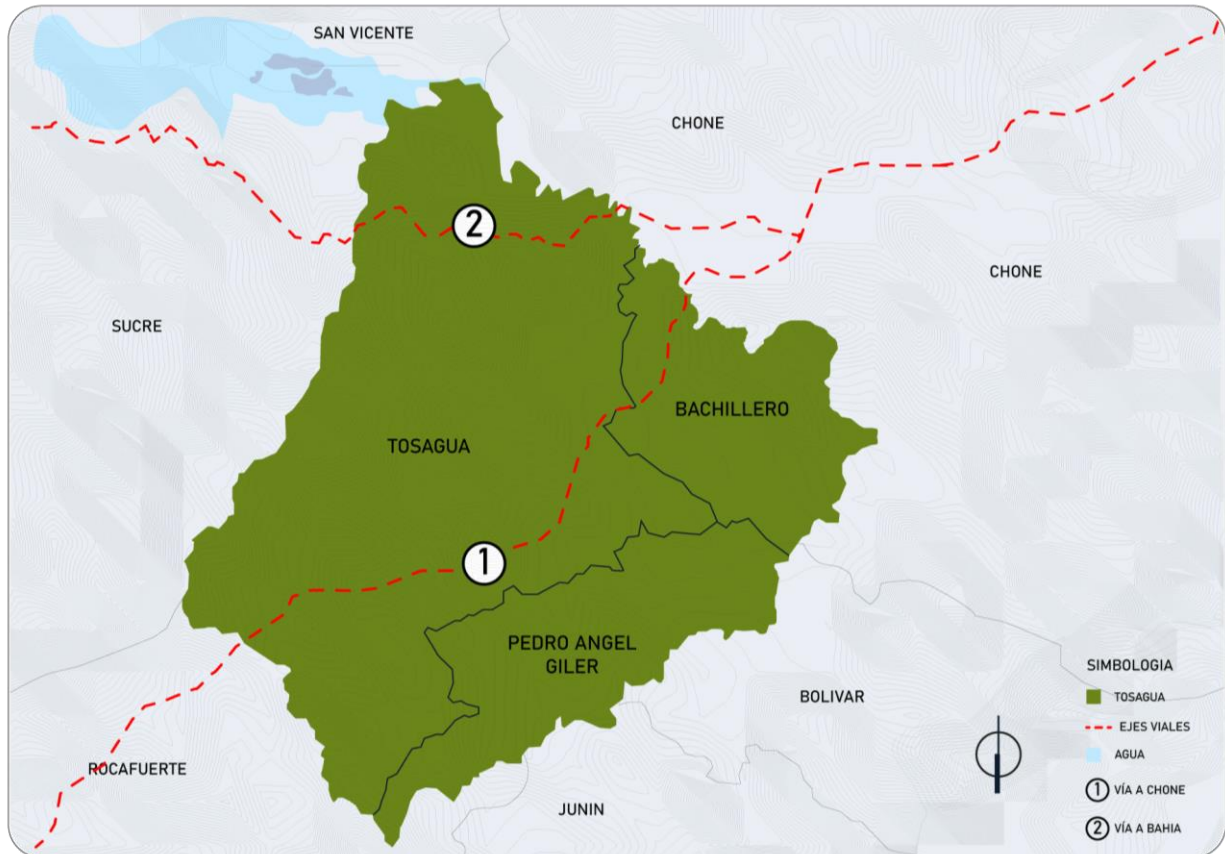 SAN VICENTE
CHONE
2
CHONE
SUCRE
BACHILLERO
TOSAGUA
1
PEDRO ANGEL
GILER
BOLIVAR
ROCAFUERTE
JUNIN
SIMBOLOGIA
TOSAGUA
EJES VIALES
AGUA
1 VÍA A CHONE
2 VÍA A BAHIA